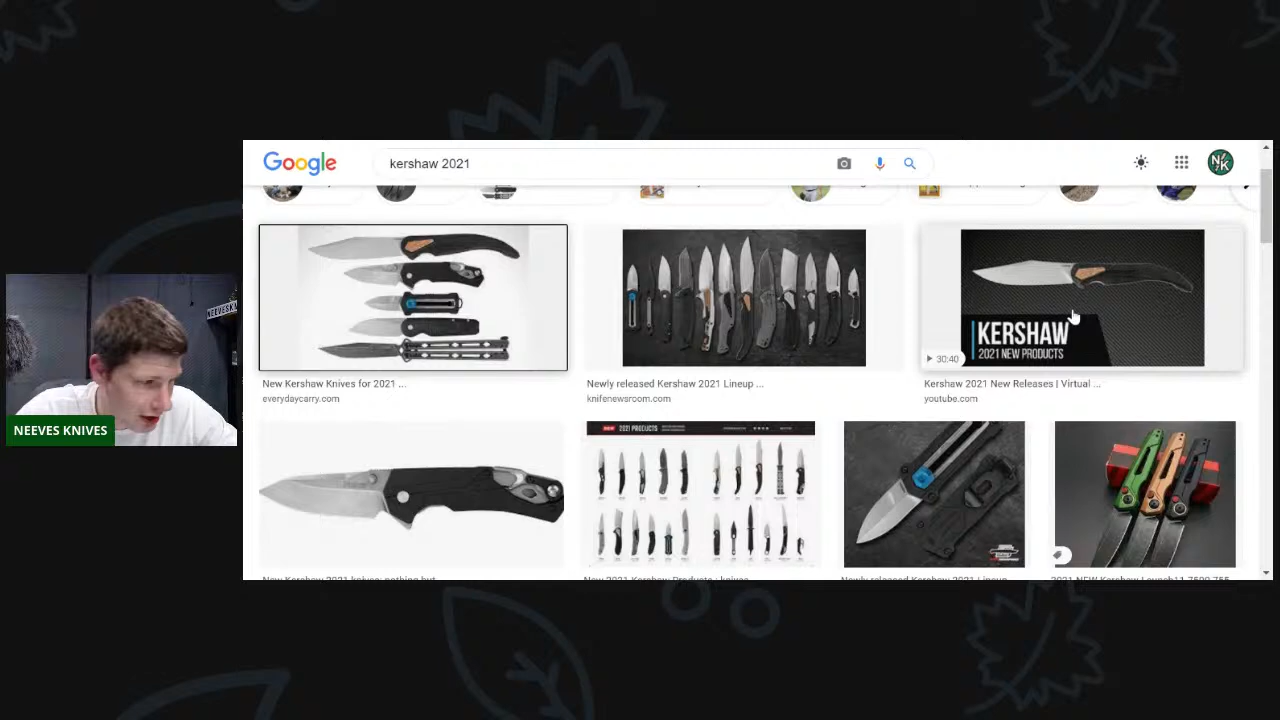 Google
kershaw 2021
N/K
KERSHAW
2021 NEW PRODUCTS
30:40
New Kershaw Knives for 2021 ...
everydaycarry.com
Newly released Kershaw 2021 Lineup ...
knifenewsroom.com
Kershaw 2021 New Releases | Virtual ...
youtube.com
NEEVES KNIVES
2021 PRODUCTS